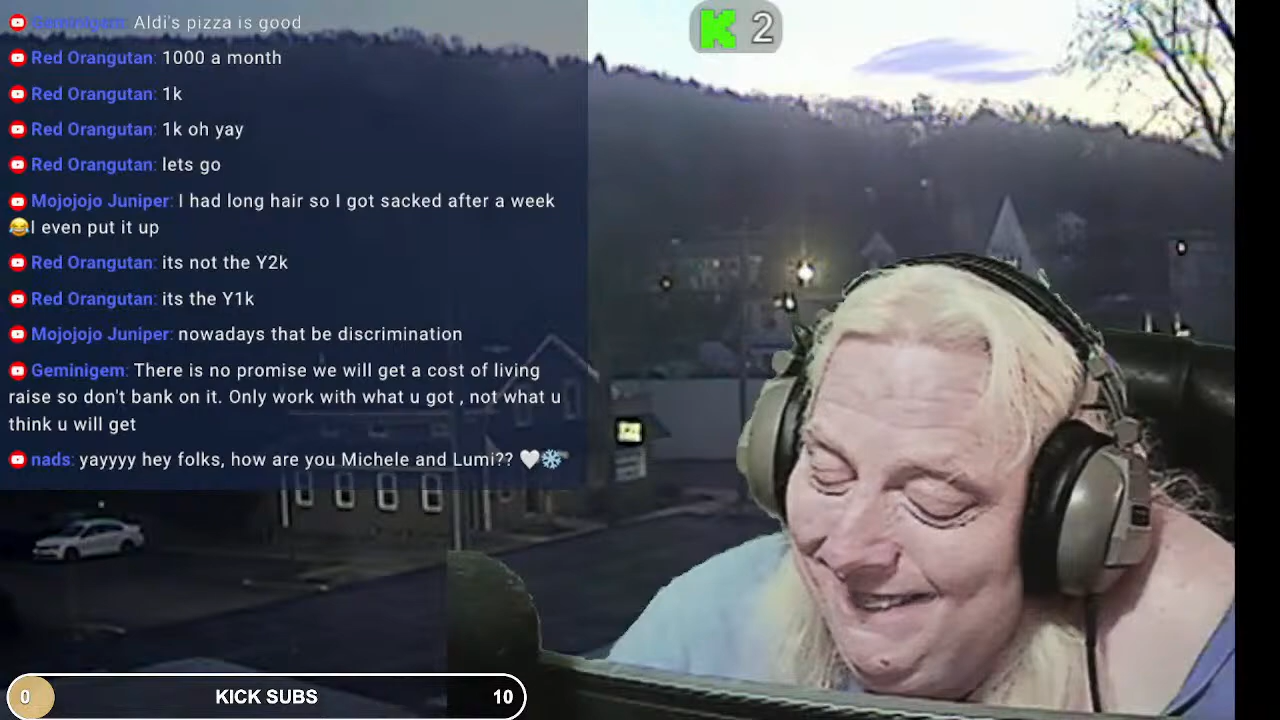 Geminigem: Aldi's pizza is good
Red Orangutan: 1000 a month
Red Orangutan: 1k
Red Orangutan: 1k oh yay
Red Orangutan: lets go
Mojojojo Juniper: I had long hair so I got sacked after a week
😂I even put it up
Red Orangutan: its not the Y2k
Red Orangutan: its the Y1k
Mojojojo Juniper: nowadays that be discrimination
Geminigem: There is no promise we will get a cost of living
raise so don't bank on it. Only work with what u got , not what u
think u will get
nads: yayyyy hey folks, how are you Michele and Lumi?? 🤍❄️
K 2
0 KICK SUBS 10